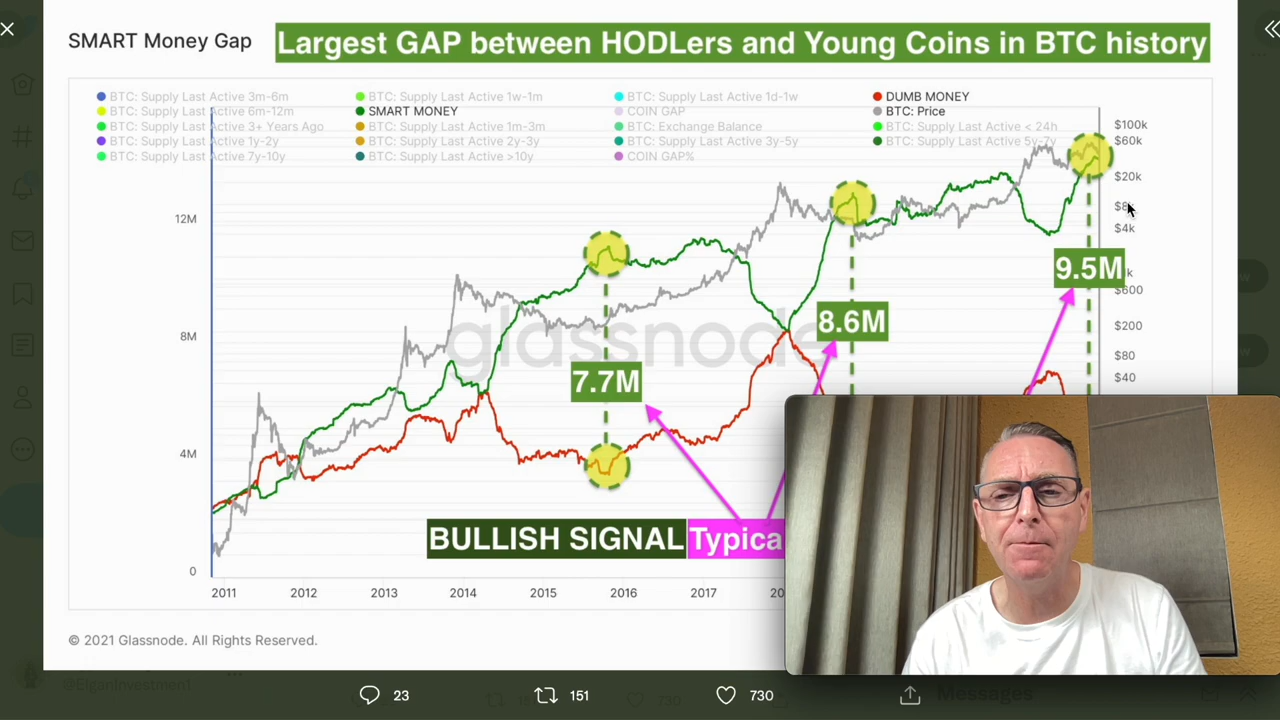 SMART Money Gap
Largest GAP between HODLers and Young Coins in BTC history
BTC: Supply Last Active 3m-6m
BTC: Supply Last Active 1w-1m
BTC: Supply Last Active 1d-1w
DUMB MONEY
BTC: Supply Last Active 6m-12m
SMART MONEY
COIN GAP
BTC: Price
BTC: Supply Last Active 3+ Years Ago
BTC: Supply Last Active 1m-3m
BTC: Exchange Balance
BTC: Supply Last Active < 24h
BTC: Supply Last Active 1y-2y
BTC: Supply Last Active 2y-3y
BTC: Supply Last Active 3y-5y
BTC: Supply Last Active 5y-7y
BTC: Supply Last Active 7y-10y
BTC: Supply Last Active >10y
COIN GAP%
$100k
$60k
$20k
$8
$4k
k
$600
$200
$80
$40
12M
8M
4M
0
glassnode
9.5M
8.6M
7.7M
BULLISH SIGNAL Typica
2011 2012 2013 2014 2015 2016 2017 20
© 2021 Glassnode. All Rights Reserved.
@ElganInvestment
23 151 730
730
Messages